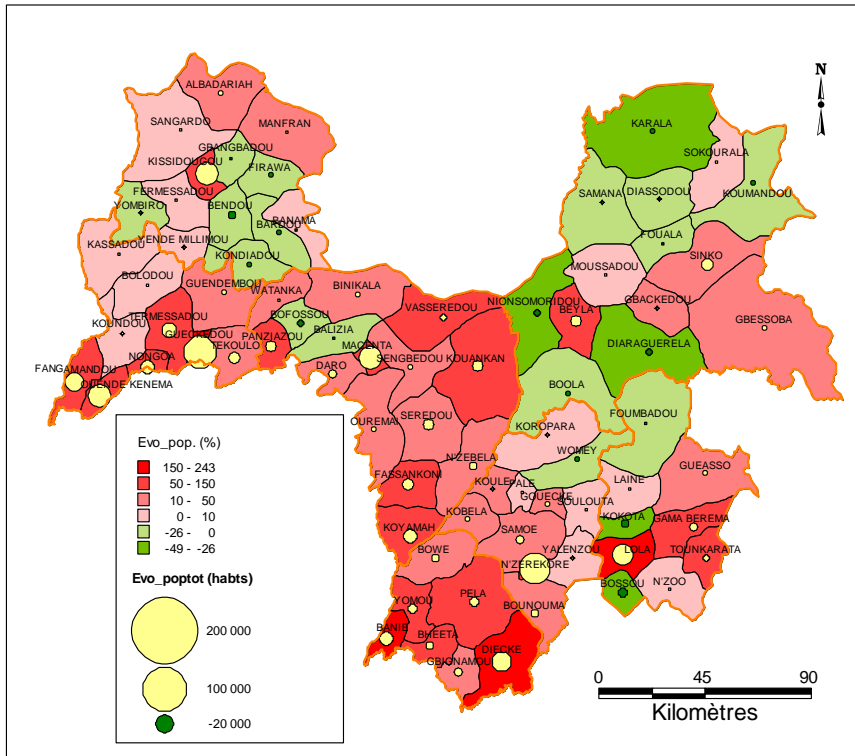 ALBADARIAH
N
SANGARDO
MANFRAN
KARALA
GBANGBADOU
SOKOURALA
KISSIDOUGOU
FIRAWA
FERMESSADOU
SAMANA
DIASSODOU
KOUMANDOU
YOMBIRO
BENDOU
BARDOU
BANAMA
YENDE MILLIMOU
FOUALA
KASSADOU
KONDIADOU
SINKO
BOLODOU
MOUSSADOU
GUENDEMBOU
WATANKA
BINIKALA
NIONSOMORIDOU
GBACKEDOU
VASSEREDOU
BEYLA
GBESSOBA
TERMESSADOU
BOFOSSOU
KOUNDOU
GUECKEDOU
BALIZIA
PANZIAZOU
MACENTA
DIARAGUERELA
NONGOA
TEKOULO
SENGBEDOU
KOUANKAN
FANGAMANDOU
DARO
OUENDE KENEMA
BOOLA
SEREDOU
FOUMBADOU
OUREMAI
KOROPARA
WOMEY
N'ZEBELA
GUEASSO
FASSANKONI
KOULE
PALE
LAINE
GOUECKE
SOULOUTA
KOBELA
KOKOTA
GAMA BEREMA
KOYAMAH
SAMOE
LOLA
YALENZOU
TOUNKARATA
BOWE
N'ZEREKORE
BOSSOU
N'ZOO
YOMOU
PELA
BOUNOUMA
BANIE
BHEETA
DIECKE
GBIGNAMOU
Evo_pop. (%)
150 - 243
50 - 150
10 - 50
0 - 10
-26 - 0
-49 - -26
Evo_poptot (habts)
200 000
100 000
-20 000
0 45 90
Kilomètres